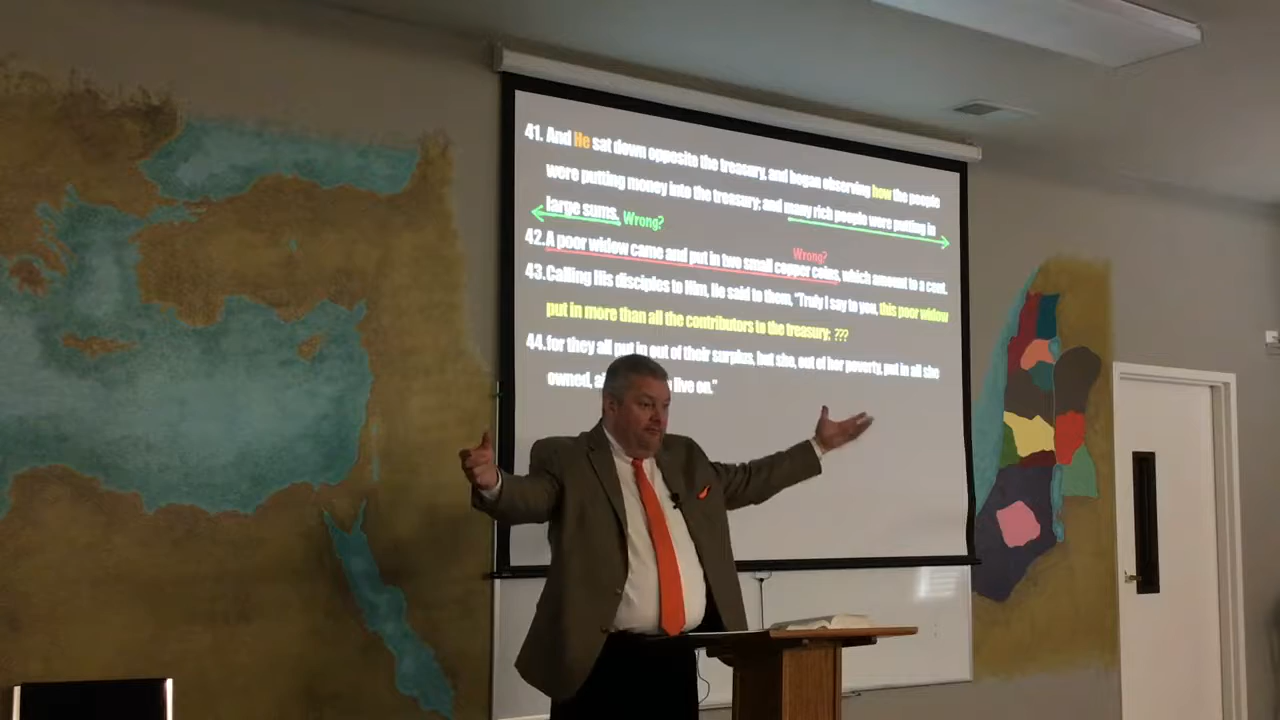 41. And He sat down opposite the treasury, and began observing how the people
were putting money into the treasury; and many rich people were putting in
large sums. Wrong?
Wrong?
42. A poor widow came and put in two small copper coins, which amount to a cent.
43. Calling His disciples to Him, He said to them, "Truly I say to you, this poor widow
put in more than all the contributors to the treasury; ???
44. for they all put in out of their surplus, but she, out of her poverty, put in all she
owned, live on."